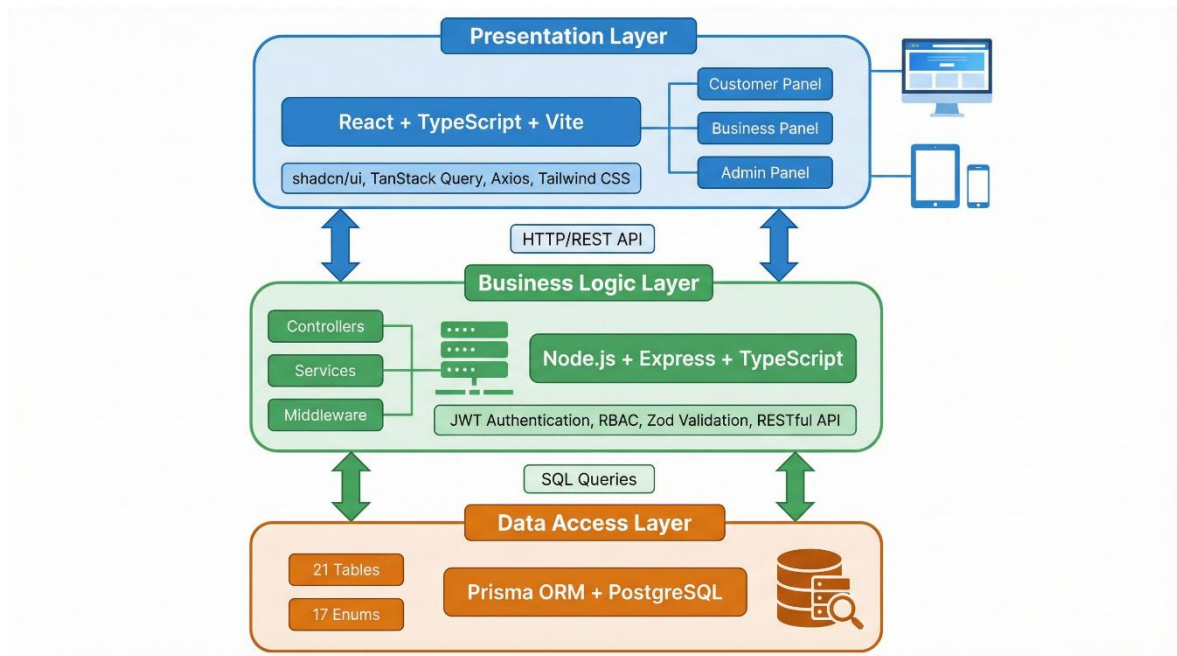 Presentation Layer
React + TypeScript + Vite
shadcn/ui, TanStack Query, Axios, Tailwind CSS
Customer Panel
Business Panel
Admin Panel
HTTP/REST API
Business Logic Layer
Controllers
Services
Middleware
Node.js + Express + TypeScript
JWT Authentication, RBAC, Zod Validation, RESTful API
SQL Queries
Data Access Layer
21 Tables
17 Enums
Prisma ORM + PostgreSQL